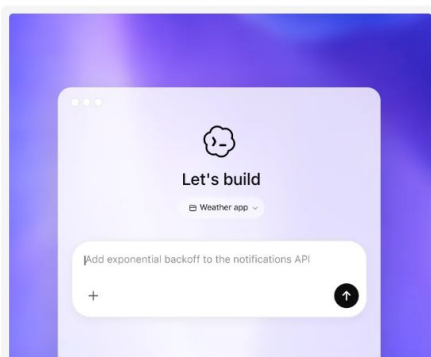 Let's build
Weather app
Add exponential backoff to the notifications API